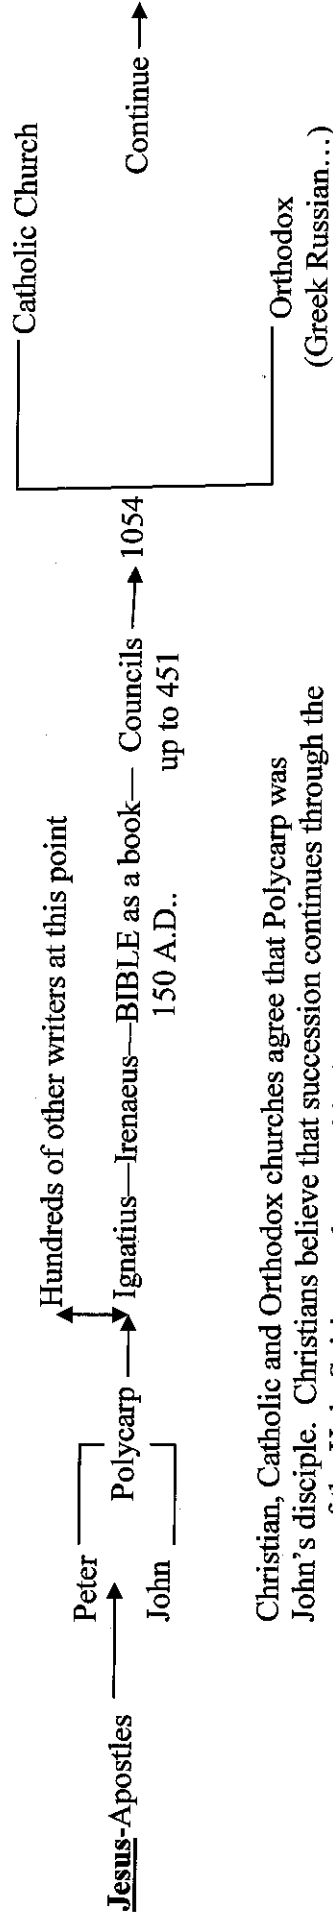 Catholic Church
Continue
Hundreds of other writers at this point
Peter
Jesus-Apostles
Polycarp
Ignatius—Irenaeus—BIBLE as a book— Councils
1054
150 A.D..
up to 451
John
Orthodox
(Greek Russian…)
Christian, Catholic and Orthodox churches agree that Polycarp was
John's disciple. Christians believe that succession continues through the